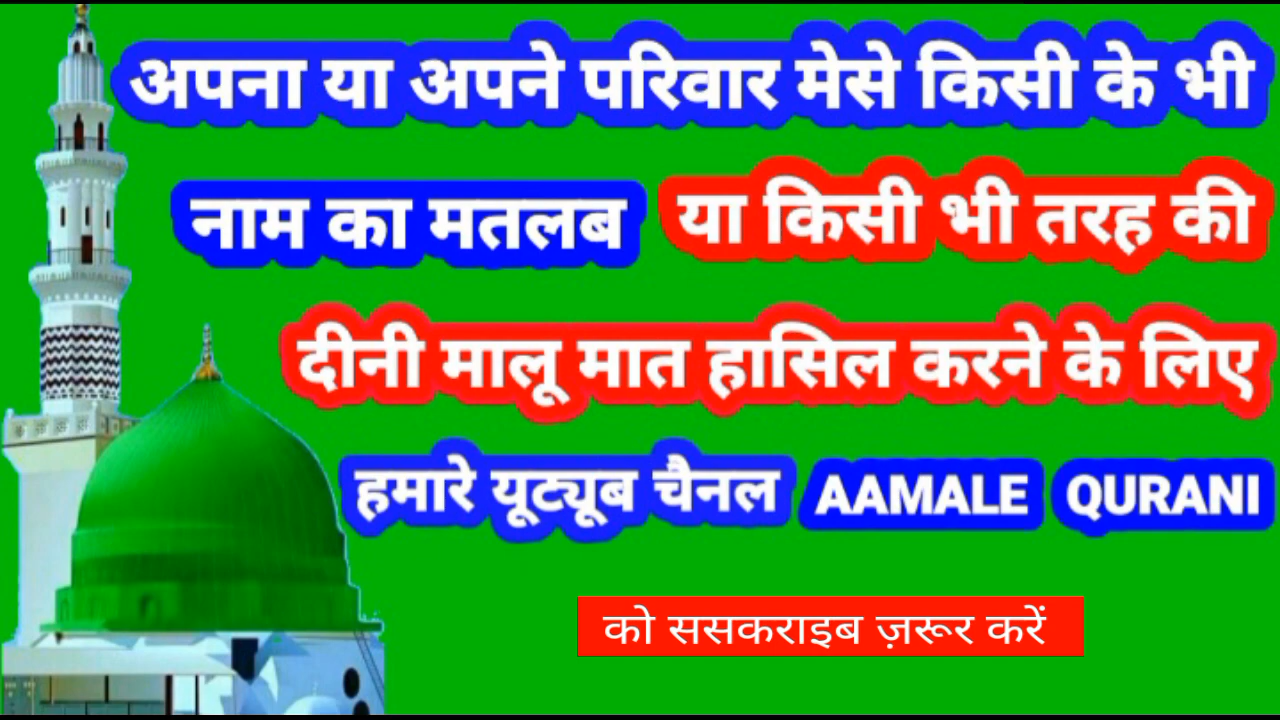 अपना या अपने परिवार मेसे किसी के भी
नाम का मतलब या किसी भी तरह की
दीनी मालू मात हासिल करने के लिए
हमारे यूट्यूब चैनल AAMALE QURANI
को ससकराइब ज़रूर करें